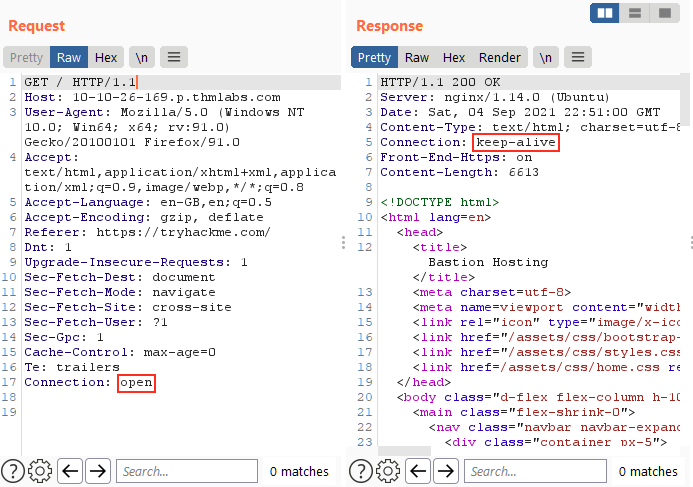 Request
Pretty Raw Hex \n
1 GET / HTTP/1.1
2 Host: 10-10-26-169.p.thmlabs.com
3 User-Agent: Mozilla/5.0 (Windows NT
10.0; Win64; x64; rv:91.0)
Gecko/20100101 Firefox/91.0
4 Accept:
text/html,application/xhtml+xml,applica
tion/xml;q=0.9,image/webp,*/*;q=0.8
5 Accept-Language: en-GB,en;q=0.5
6 Accept-Encoding: gzip, deflate
7 Referer: https://tryhackme.com/
8 Dnt: 1
9 Upgrade-Insecure-Requests: 1
10 Sec-Fetch-Dest: document
11 Sec-Fetch-Mode: navigate
12 Sec-Fetch-Site: cross-site
13 Sec-Fetch-User: ?1
14 Sec-Gpc: 1
15 Cache-Control: max-age=0
16 Te: trailers
17 Connection: open
18
19
Search...
0 matches
Response
Pretty Raw Hex Render \n
1 HTTP/1.1 200 OK
2 Server: nginx/1.14.0 (Ubuntu)
3 Date: Sat, 04 Sep 2021 22:51:00 GMT
4 Content-Type: text/html; charset=utf-8
5 Connection: keep-alive
6 Front-End-Https: on
7 Content-Length: 6613
8
9 <!DOCTYPE html>
10 <html lang=en>
11 <head>
12 <title>
Bastion Hosting
</title>
13 <meta charset=utf-8>
14 <meta name=viewport content="width
15 <link rel="icon" type="image/x-ico
16 <link href="/assets/css/bootstrap-
17 <link href="/assets/css/styles.css
18 <link href="/assets/css/home.css re
19 </head>
20 <body class="d-flex flex-column h-10
21 <main class="flex-shrink-0">
22 <nav class="navbar navbar-expand
23 <div class="container px-5">
Search...
0 matches